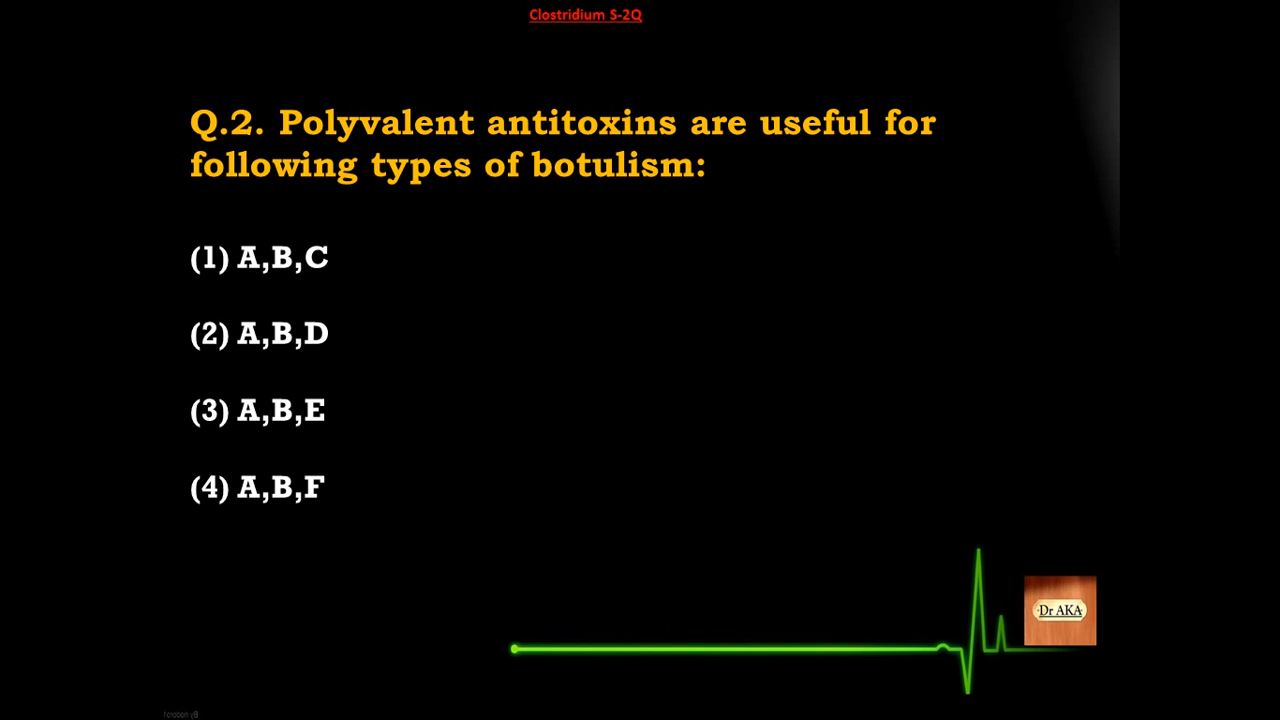 Clostridium S-2Q
Q.2. Polyvalent antitoxins are useful for
following types of botulism:
(1) A,B,C
(2) A,B,D
(3) A,B,E
(4) A,B,F
Dr AKA